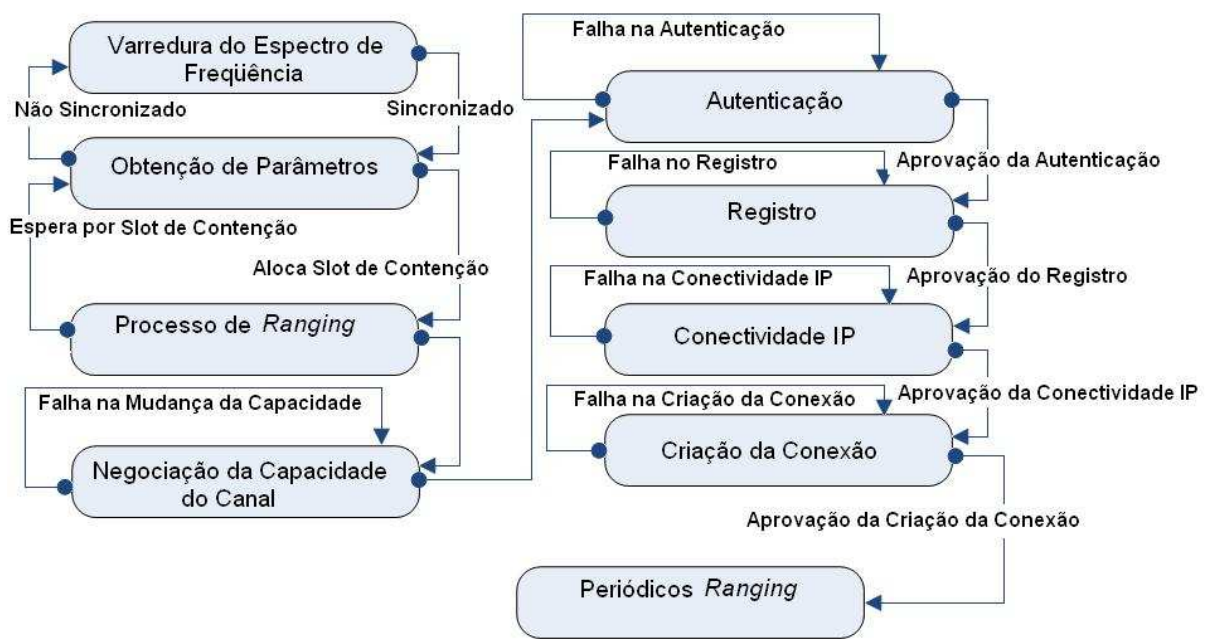 Varredura do Espectro de
Freqüência
Não Sincronizado
Sincronizado
Obtenção de Parâmetros
Espera por Slot de Contenção
Aloca Slot de Contenção
Processo de Ranging
Falha na Mudança da Capacidade
Negociação da Capacidade
do Canal
Falha na Autenticação
Autenticação
Falha no Registro
Aprovação da Autenticação
Registro
Falha na Conectividade IP
Aprovação do Registro
Conectividade IP
Falha na Criação da Conexão
Aprovação da Conectividade IP
Criação da Conexão
Aprovação da Criação da Conexão
Periódicos Ranging